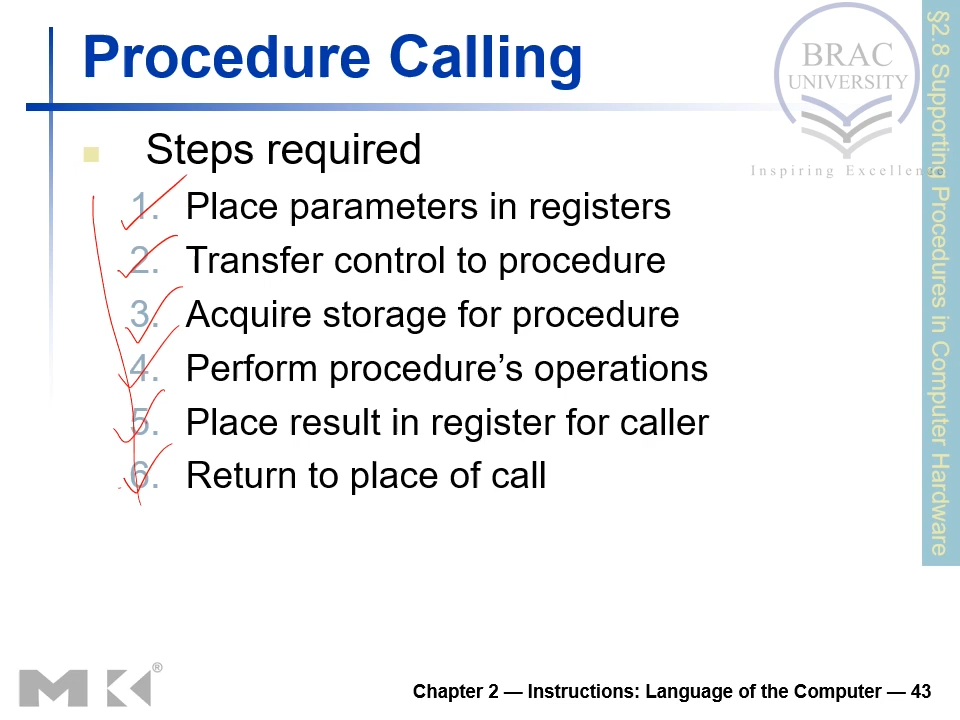 Procedure Calling
BRAC
UNIVERSITY
Inspiring Excellence
§2.8 Supporting Procedures in Computer Hardware
Steps required
1. Place parameters in registers
2. Transfer control to procedure
3. Acquire storage for procedure
4. Perform procedure’s operations
5. Place result in register for caller
6. Return to place of call
MK®
Chapter 2 — Instructions: Language of the Computer — 43